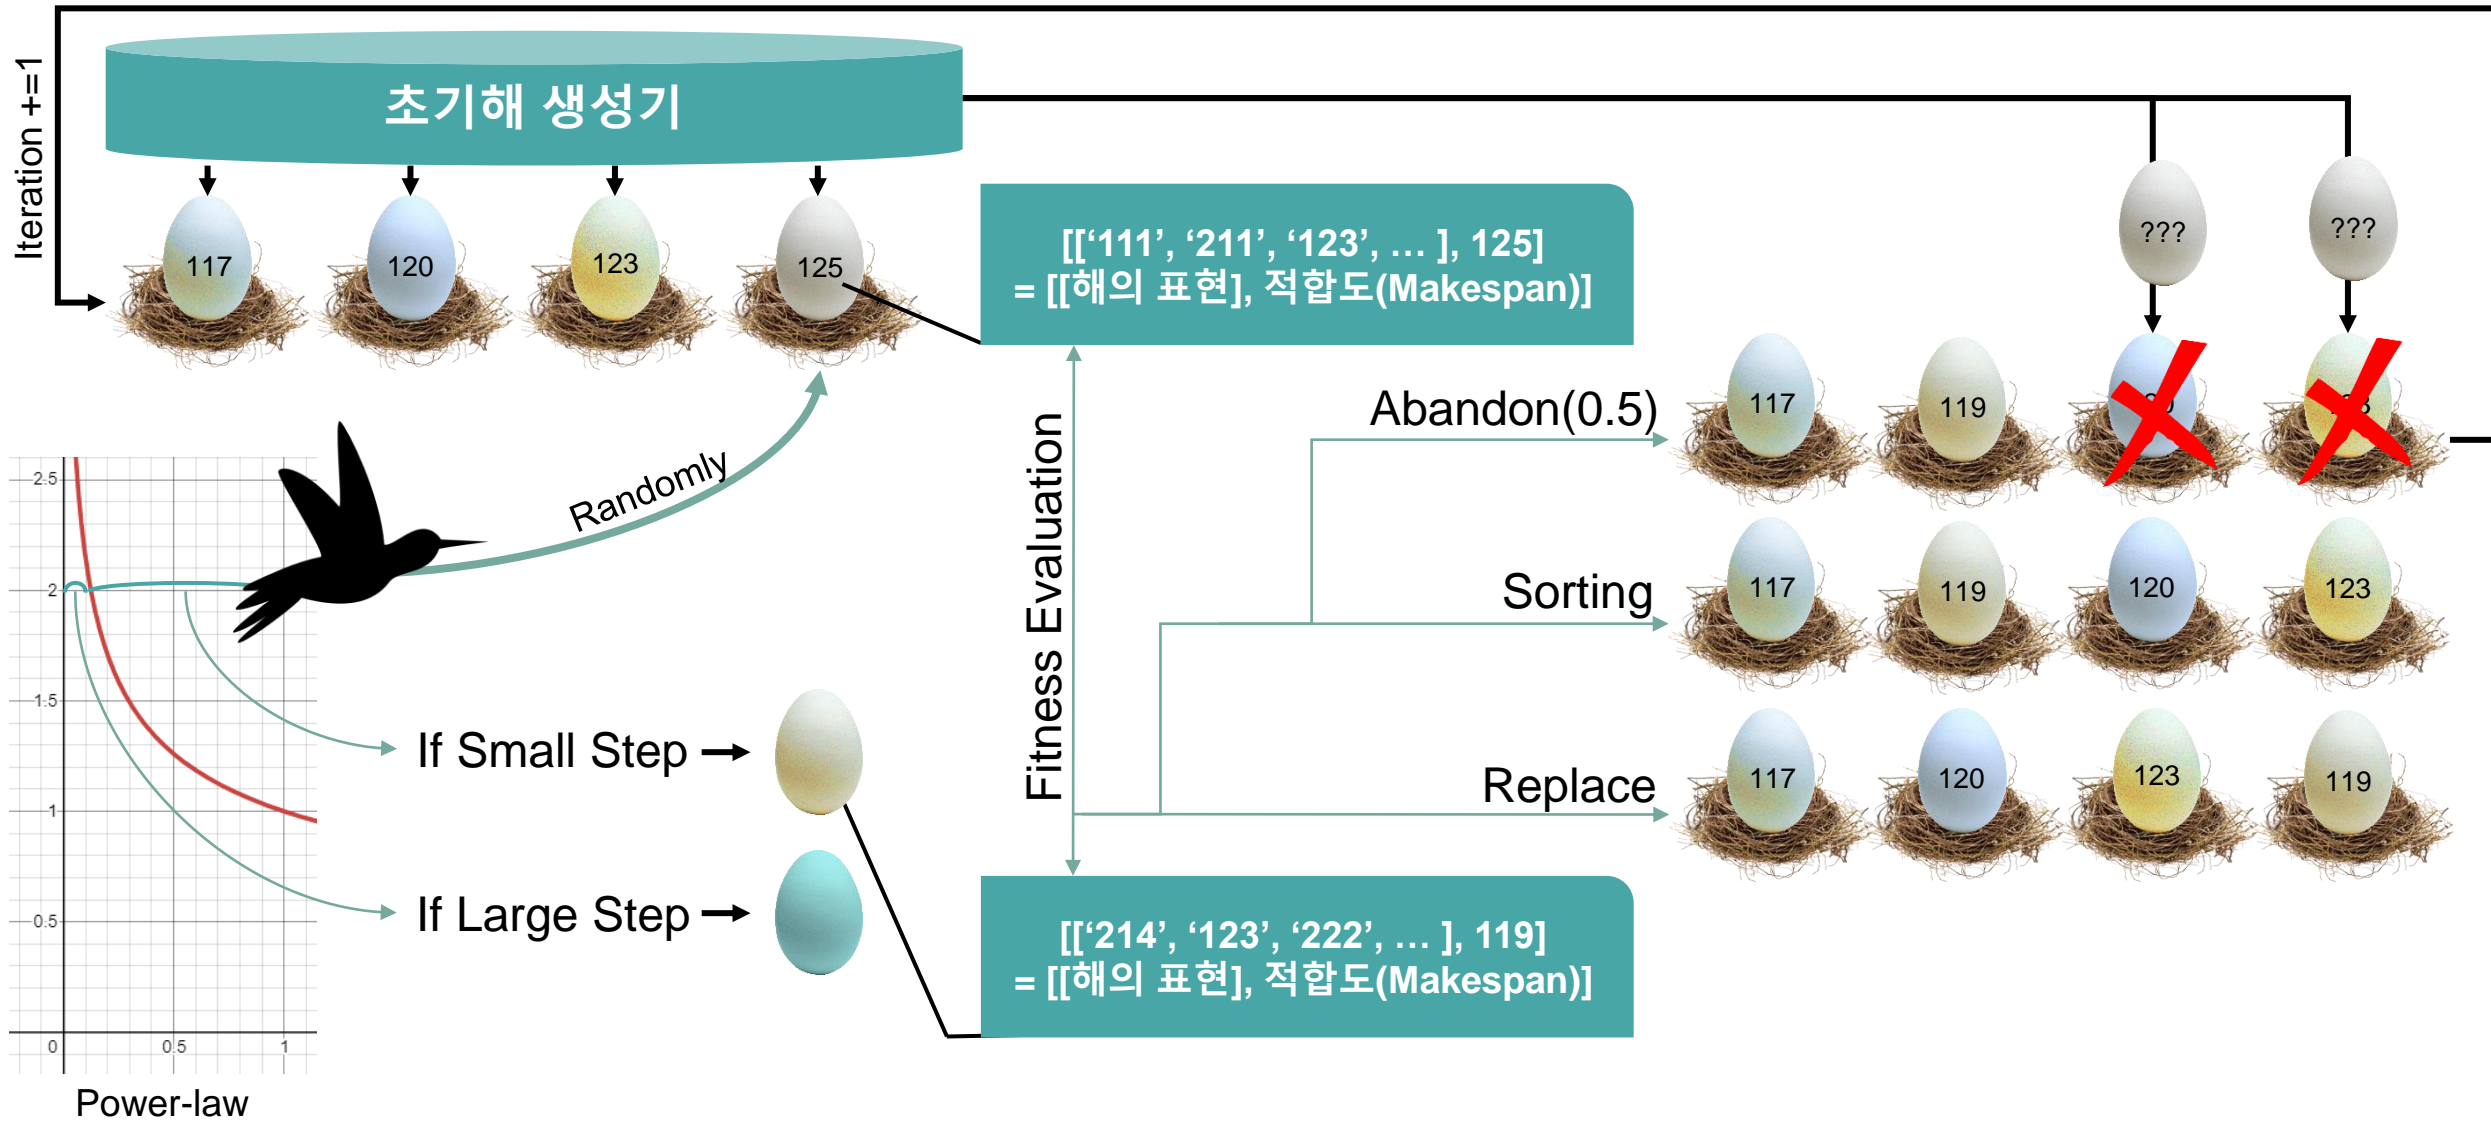 Iteration +=1
초기해 생성기
117
120
123
125
[[‘111’, ‘211’, ‘123’, … ], 125]
= [[해의 표현], 적합도(Makespan)]
???
???
Abandon(0.5)
117
119
Randomly
Fitness Evaluation
Sorting
117
119
120
123
Replace
117
120
123
119
If Small Step
If Large Step
[[‘214’, ‘123’, ‘222’, … ], 119]
= [[해의 표현], 적합도(Makespan)]
2.5
2
1.5
1
0.5
0
0.5
1
Power-law